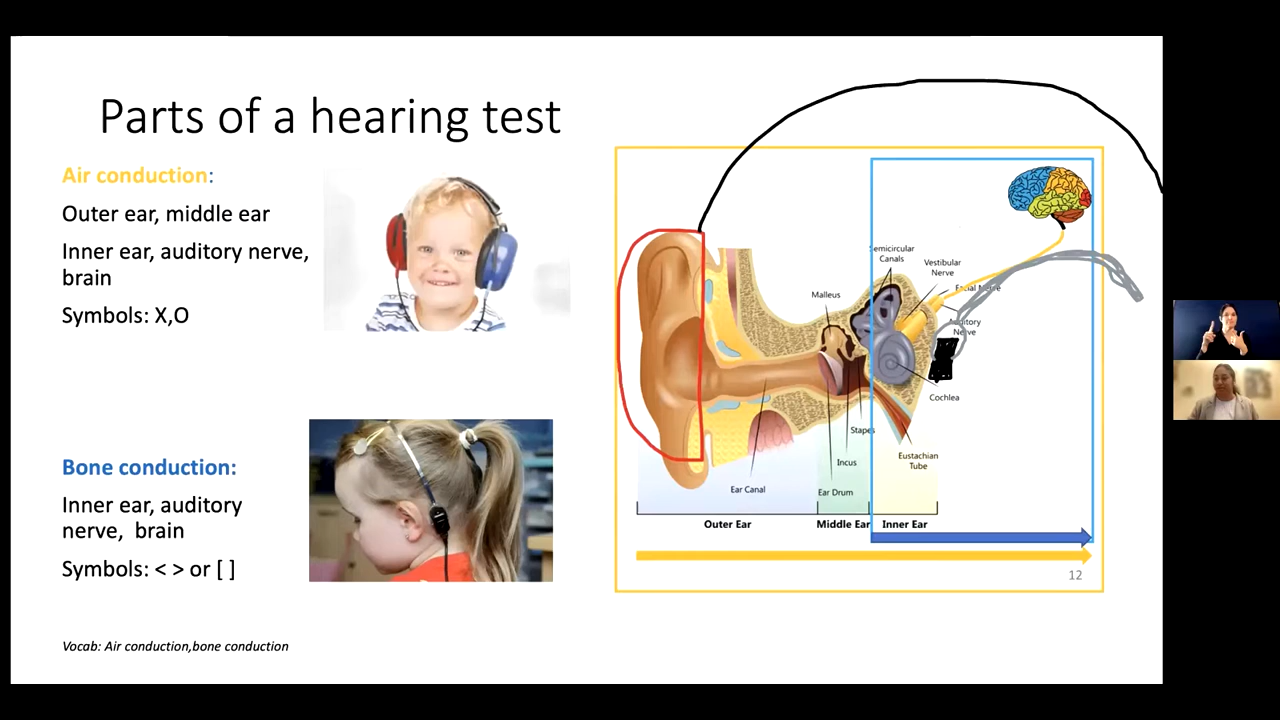 Parts of a hearing test
Air conduction:
Outer ear, middle ear
Inner ear, auditory nerve,
brain
Symbols: X,O
Bone conduction:
Inner ear, auditory
nerve, brain
Symbols: < > or [ ]
Vocab: Air conduction,bone conduction
Semicircular
Canals
Vestibular
Nerve
Facial Nerve
Malleus
Auditory
Nerve
Cochlea
Stapes
Eustachian
Tube
Incus
Ear Canal
Ear Drum
Outer Ear
Middle Ear
Inner Ear
12